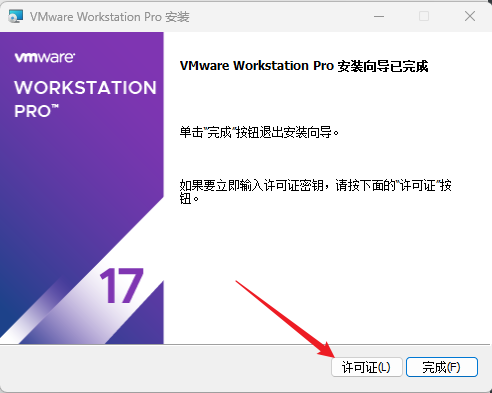 VMware Workstation Pro 安装
vmware®
WORKSTATION
PRO™
17
VMware Workstation Pro 安装向导已完成
单击"完成"按钮退出安装向导。
如果要立即输入许可证密钥，请按下面的"许可证"按
钮。
许可证(L)
完成(F)